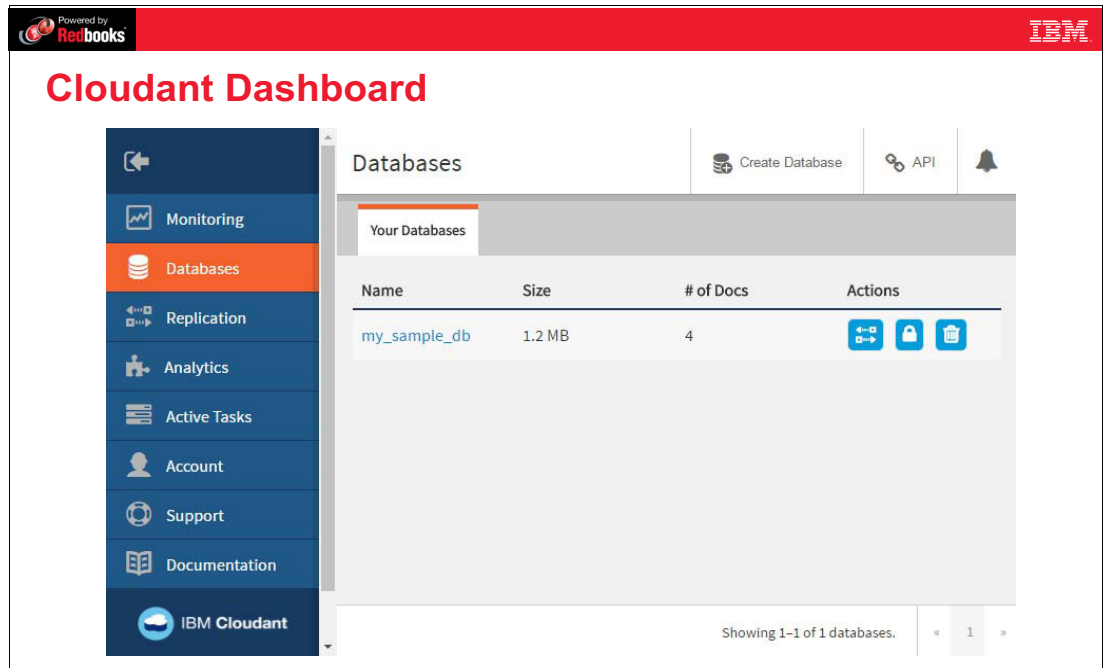 Powered by
Redbooks
IBM
Cloudant Dashboard
Databases
Create Database
API
Monitoring
Databases
Replication
Analytics
Active Tasks
Account
Support
Documentation
IBM Cloudant
Your Databases
Name Size # of Docs Actions
my_sample_db 1.2 MB 4
Showing 1–1 of 1 databases. « 1 »